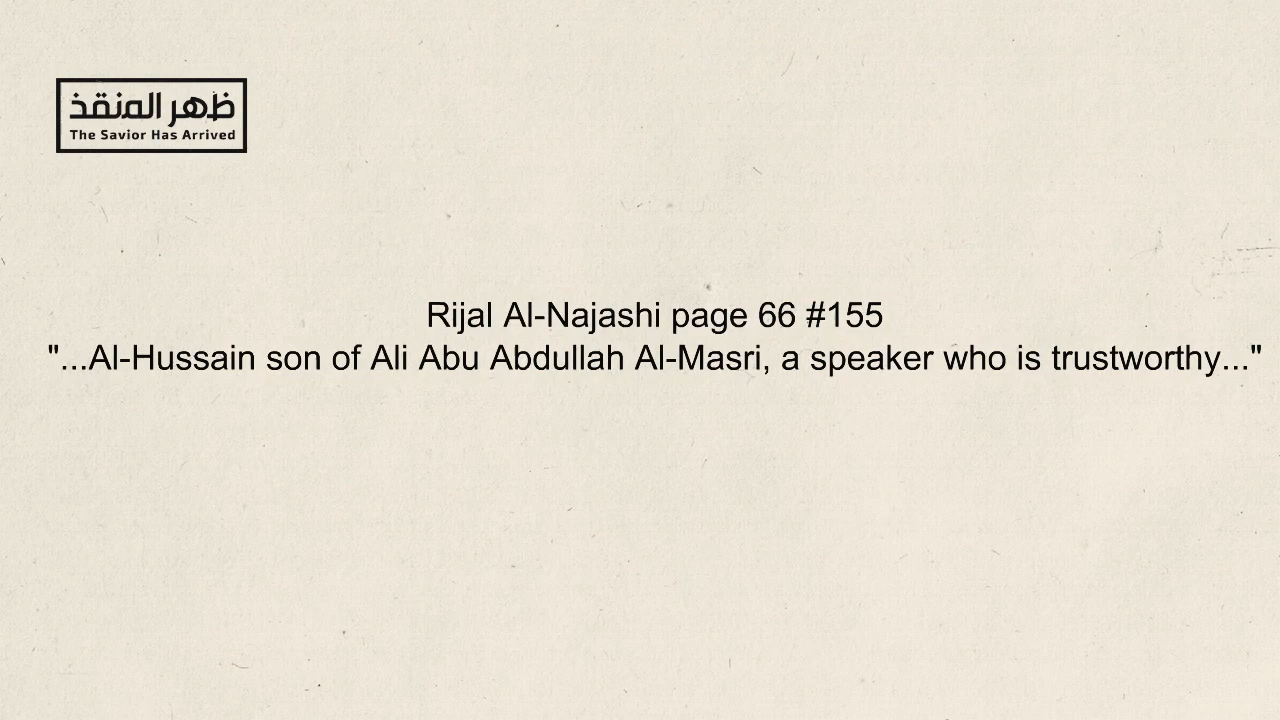 ظهر المنقذ
The Savior Has Arrived
Rijal Al-Najashi page 66 #155
"...Al-Hussain son of Ali Abu Abdullah Al-Masri, a speaker who is trustworthy..."